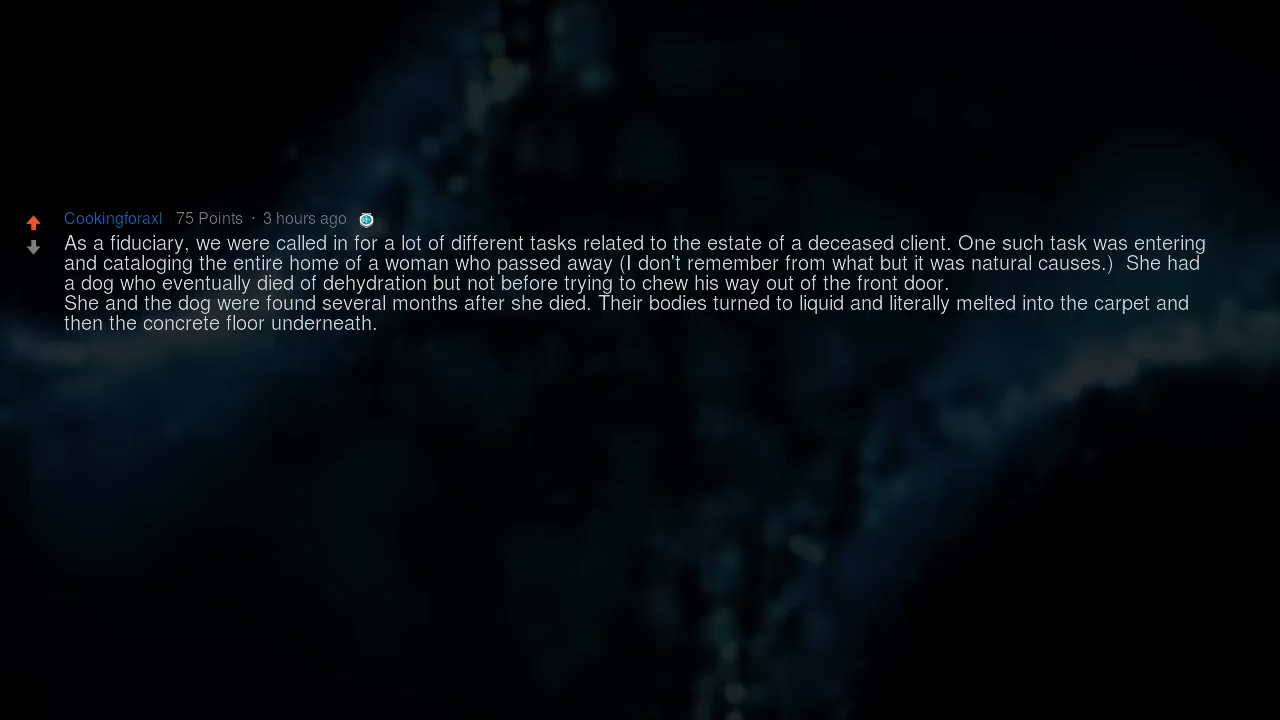 Cookingforaxl 75 Points · 3 hours ago
As a fiduciary, we were called in for a lot of different tasks related to the estate of a deceased client. One such task was entering
and cataloging the entire home of a woman who passed away (I don't remember from what but it was natural causes.)  She had
a dog who eventually died of dehydration but not before trying to chew his way out of the front door.
She and the dog were found several months after she died. Their bodies turned to liquid and literally melted into the carpet and
then the concrete floor underneath.